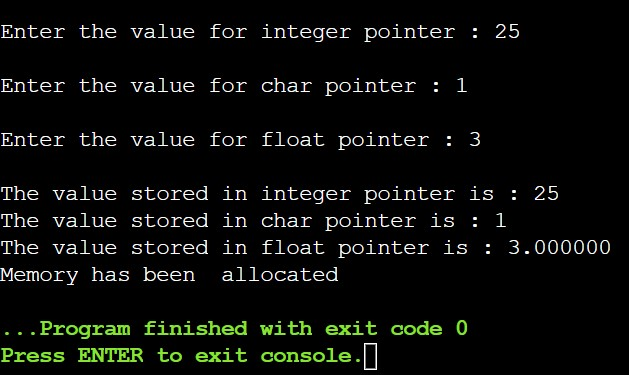 Enter the value for integer pointer : 25
Enter the value for char pointer : 1
Enter the value for float pointer : 3
The value stored in integer pointer is : 25
The value stored in char pointer is : 1
The value stored in float pointer is : 3.000000
Memory has been  allocated
...Program finished with exit code 0
Press ENTER to exit console.